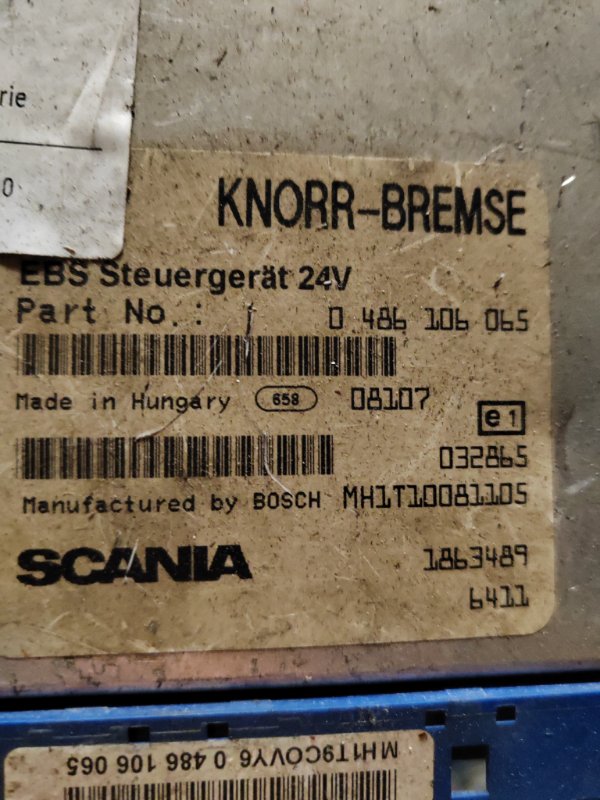 rie
0
KNORR-BREMSE
EBS Steuergerät 24V
Part No.: 0 486 106 065
Made in Hungary 658 08107
e1
032865
Manufactured by BOSCH MH1T10081105
SCANIA 1863489
6411
MH1T9COVY6 0 486 106 065